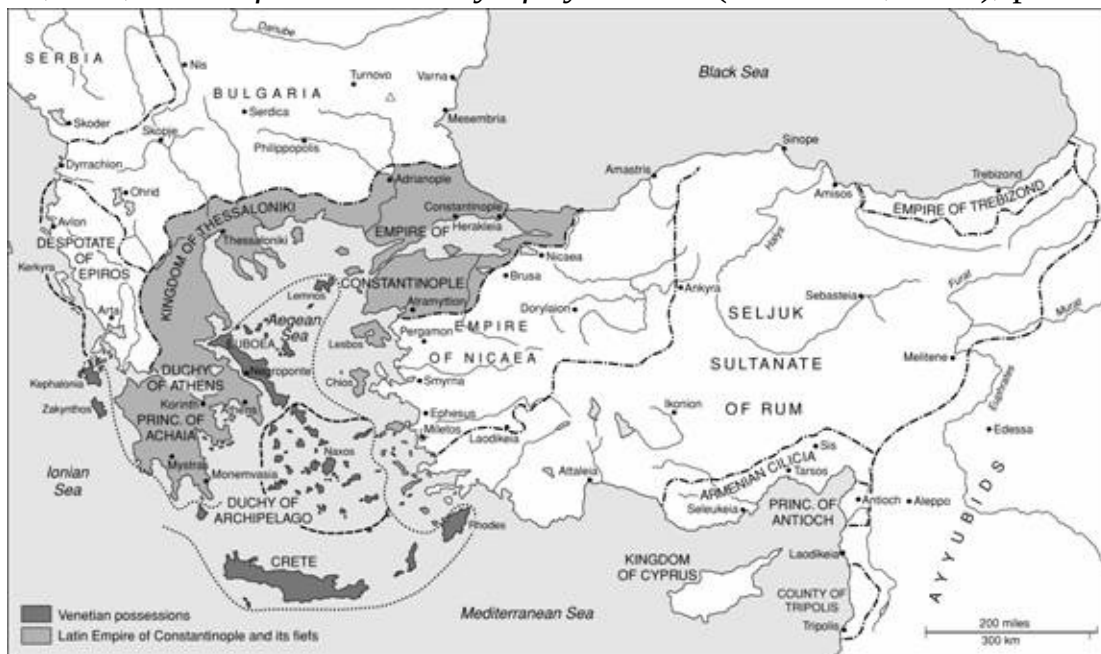 Danube
SERBIA
Nis
Turnovo
Varna
BULGARIA
Black Sea
Serdica
Mesembria
Skoder
Skopje
Philippopolis
Sinope
Dyrrachion
Adrianople
Amastris
Trebizond
Ohrid
Amisos
KINGDOM OF THESSALONIKI
Constantinople
EMPIRE OF TREBIZOND
Avlon
EMPIRE OF
Herakleia
Thessaloniki
Halys
DESPOTATE
OF
EPIROS
Nicaea
Kerkyra
CONSTANTINOPLE
Brusa
Ankyra
Furat
Lemnos
Sebasteia
Arta
Atramyttion
Dorylaion
SELJUK
Murat
Aegean
Sea
Pergamon
EMPIRE
EUBOEA
Lesbos
OF NICAEA
SULTANATE
Melitene
DUCHY
OF ATHENS
Negroponte
Kephalonia
Chios
Smyrna
Euphrates
Korinth
Athens
Ephesus
Ikonion
OF RUM
Zakynthos
PRINC. OF
ACHAIA
Miletos
Edessa
Laodikeia
Sis
Mystras
Naxos
Attaleia
ARMENIAN CILICIA
Tarsos
Ionian
Sea
Monemvasia
Seleukeia
PRINC. OF
ANTIOCH
Antioch
Aleppo
DUCHY OF
ARCHIPELAGO
Rhodes
AYYUBIDS
KINGDOM
OF CYPRUS
Laodikeia
CRETE
COUNTY OF
TRIPOLIS
Venetian possessions
Mediterranean Sea
Tripolis
200 miles
Latin Empire of Constantinople and its fiefs
300 km